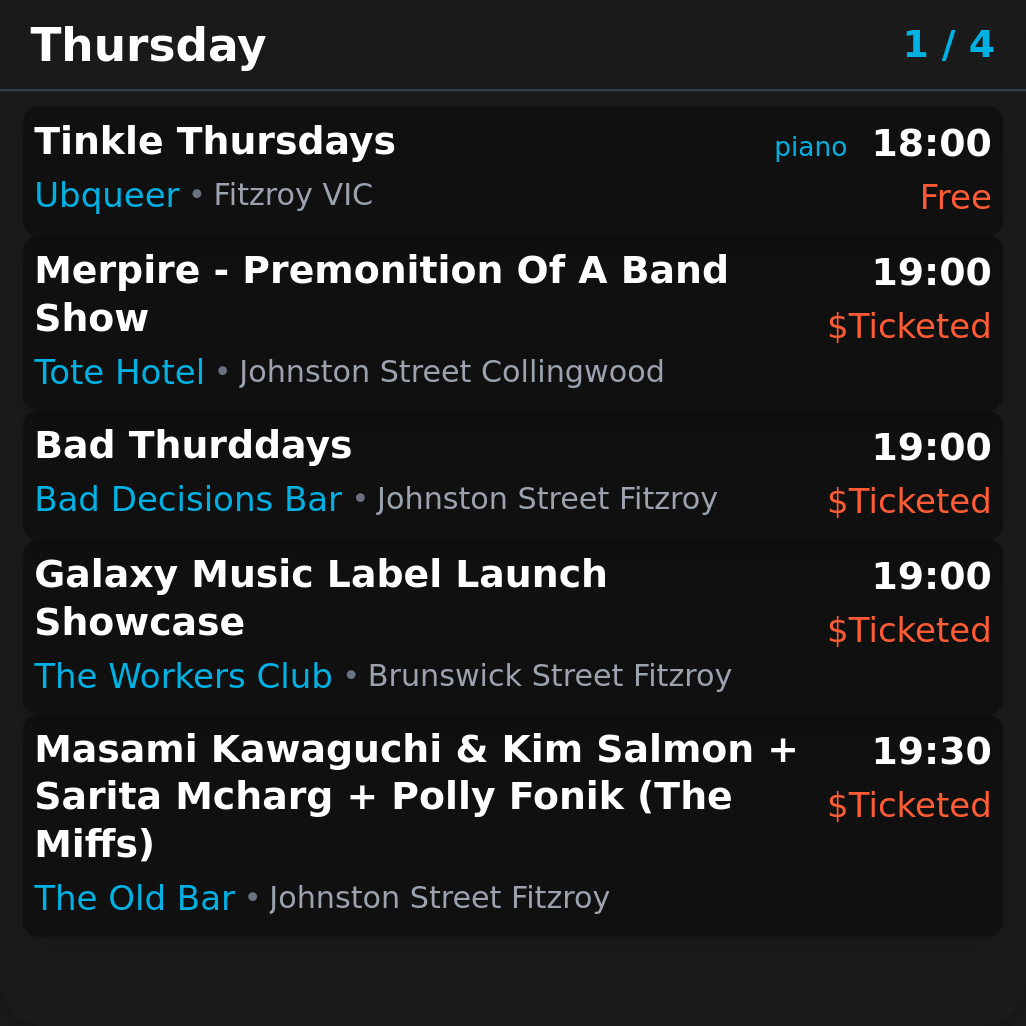 Thursday 1 / 4
Tinkle Thursdays piano 18:00
Ubqueer • Fitzroy VIC Free
Merpire - Premonition Of A Band 19:00
Show $Ticketed
Tote Hotel • Johnston Street Collingwood
Bad Thurddays 19:00
Bad Decisions Bar • Johnston Street Fitzroy $Ticketed
Galaxy Music Label Launch 19:00
Showcase $Ticketed
The Workers Club • Brunswick Street Fitzroy
Masami Kawaguchi & Kim Salmon + 19:30
Sarita Mcharg + Polly Fonik (The $Ticketed
Miffs)
The Old Bar • Johnston Street Fitzroy